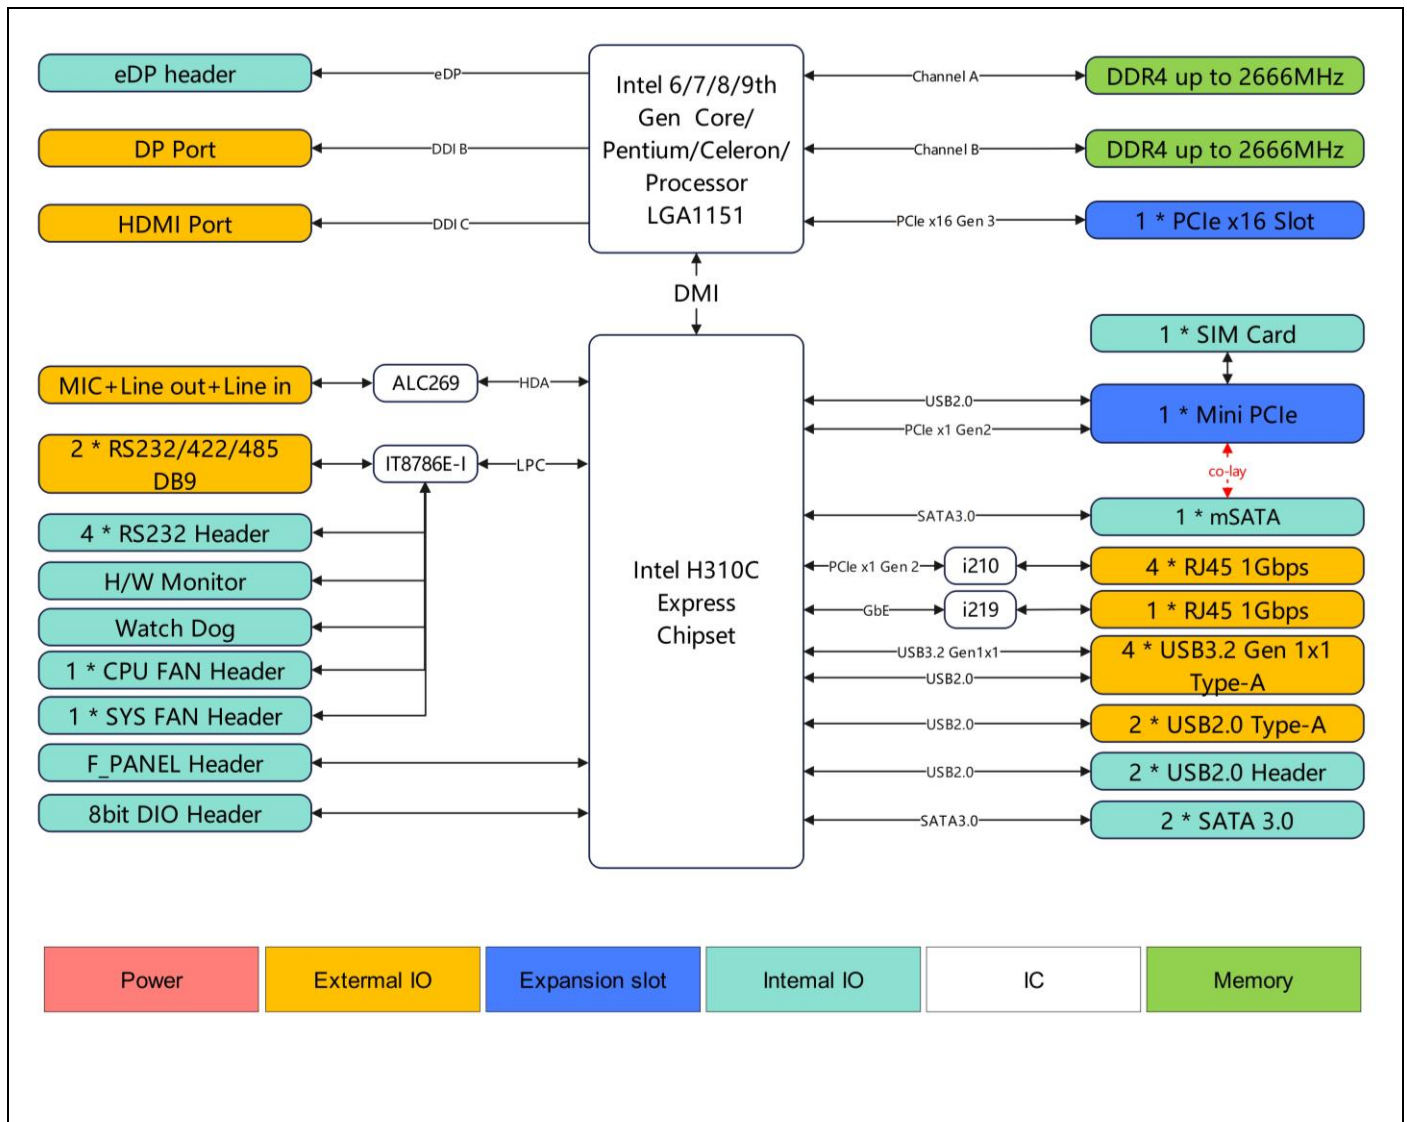 eDP header
eDP
Intel 6/7/8/9th
Gen Core/
Pentium/Celeron/
Processor
LGA1151
Channel A
DDR4 up to 2666MHz
DP Port
DDI B
Channel B
DDR4 up to 2666MHz
HDMI Port
DDI C
PCIe x16 Gen 3
1 * PCIe x16 Slot
DMI
MIC+Line out+Line in
ALC269
HDA
2 * RS232/422/485
DB9
IT8786E-I
LPC
4 * RS232 Header
H/W Monitor
Watch Dog
1 * CPU FAN Header
1 * SYS FAN Header
F_PANEL Header
8bit DIO Header
Intel H310C
Express
Chipset
1 * SIM Card
USB2.0
PCIe x1 Gen2
1 * Mini PCIe
co-lay
SATA3.0
1 * mSATA
PCIe x1 Gen 2
i210
4 * RJ45 1Gbps
GbE
i219
1 * RJ45 1Gbps
USB3.2 Gen1x1
USB2.0
4 * USB3.2 Gen 1x1
Type-A
USB2.0
2 * USB2.0 Type-A
USB2.0
2 * USB2.0 Header
SATA3.0
2 * SATA 3.0
Power
External IO
Expansion slot
Internal IO
IC
Memory